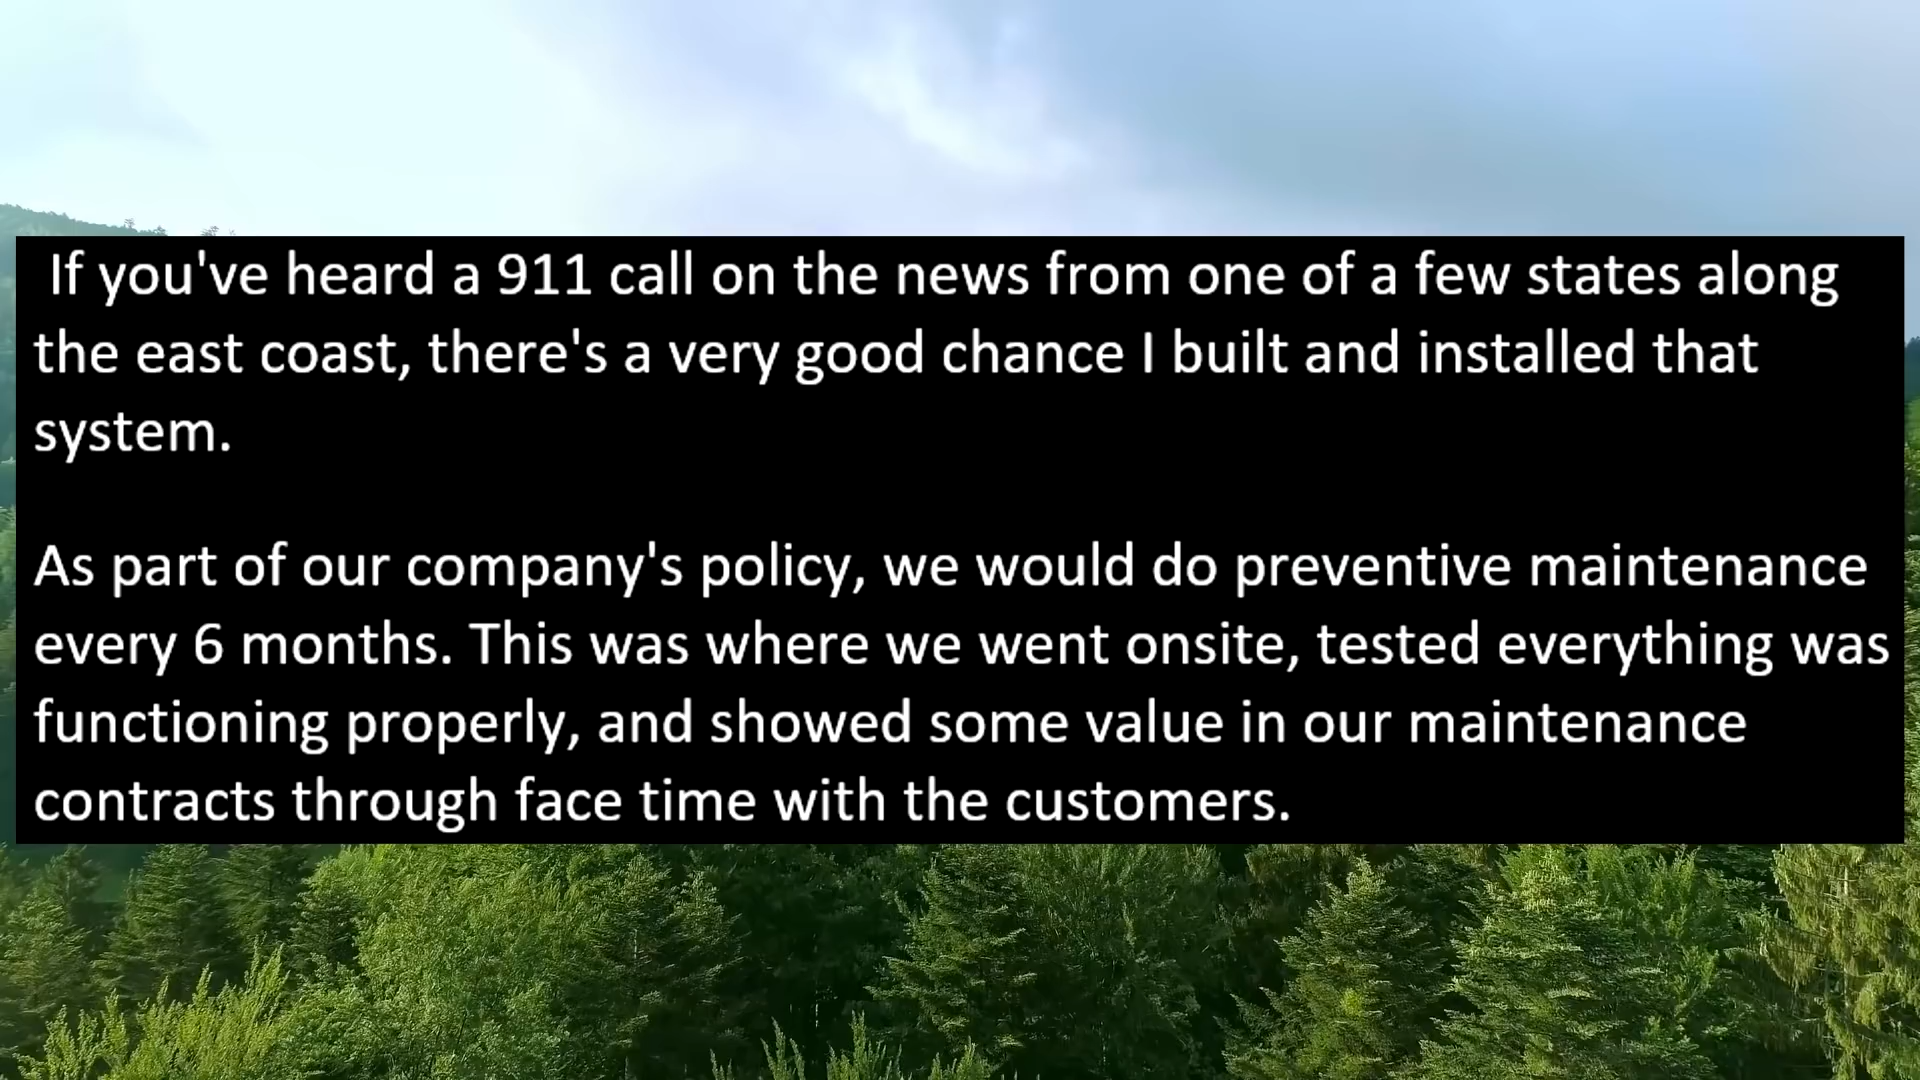 If you've heard a 911 call on the news from one of a few states along
the east coast, there's a very good chance I built and installed that
system.
As part of our company's policy, we would do preventive maintenance
every 6 months. This was where we went onsite, tested everything was
functioning properly, and showed some value in our maintenance
contracts through face time with the customers.